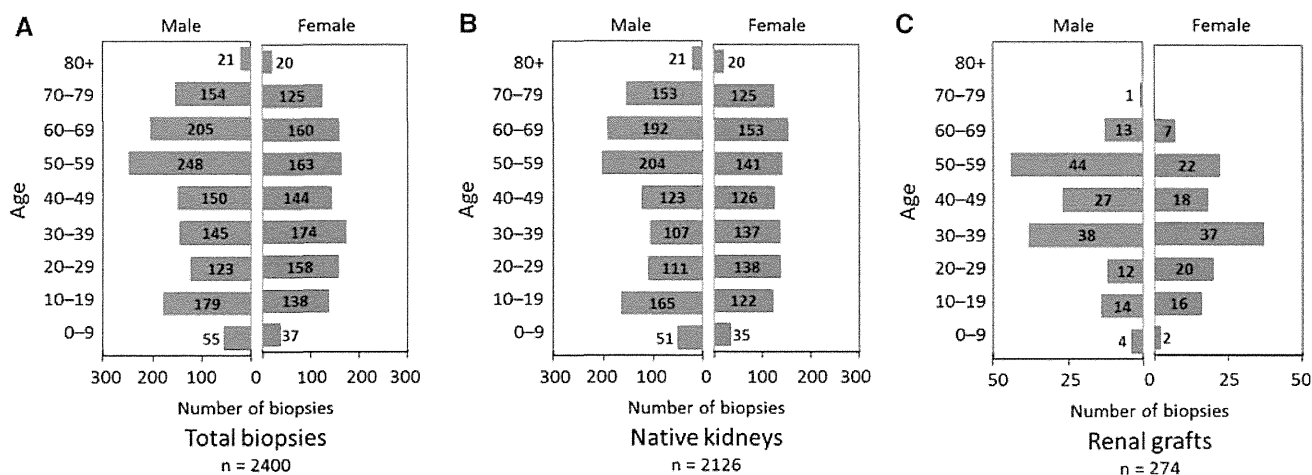 A
Male Female
80+ 21 20
70–79 154 125
60–69 205 160
50–59 248 163
40–49 150 144
30–39 145 174
20–29 123 158
10–19 179 138
0–9 55 37
Age
300 200 100 0 100 200 300
Number of biopsies
Total biopsies
n = 2400
B
Male Female
80+ 21 20
70–79 153 125
60–69 192 153
50–59 204 141
40–49 123 126
30–39 107 137
20–29 111 138
10–19 165 122
0–9 51 35
Age
300 200 100 0 100 200 300
Number of biopsies
Native kidneys
n = 2126
C
Male Female
80+
70–79 1
60–69 13 7
50–59 44 22
40–49 27 18
30–39 38 37
20–29 12 20
10–19 14 16
0–9 4 2
Age
50 25 0 25 50
Number of biopsies
Renal grafts
n = 274